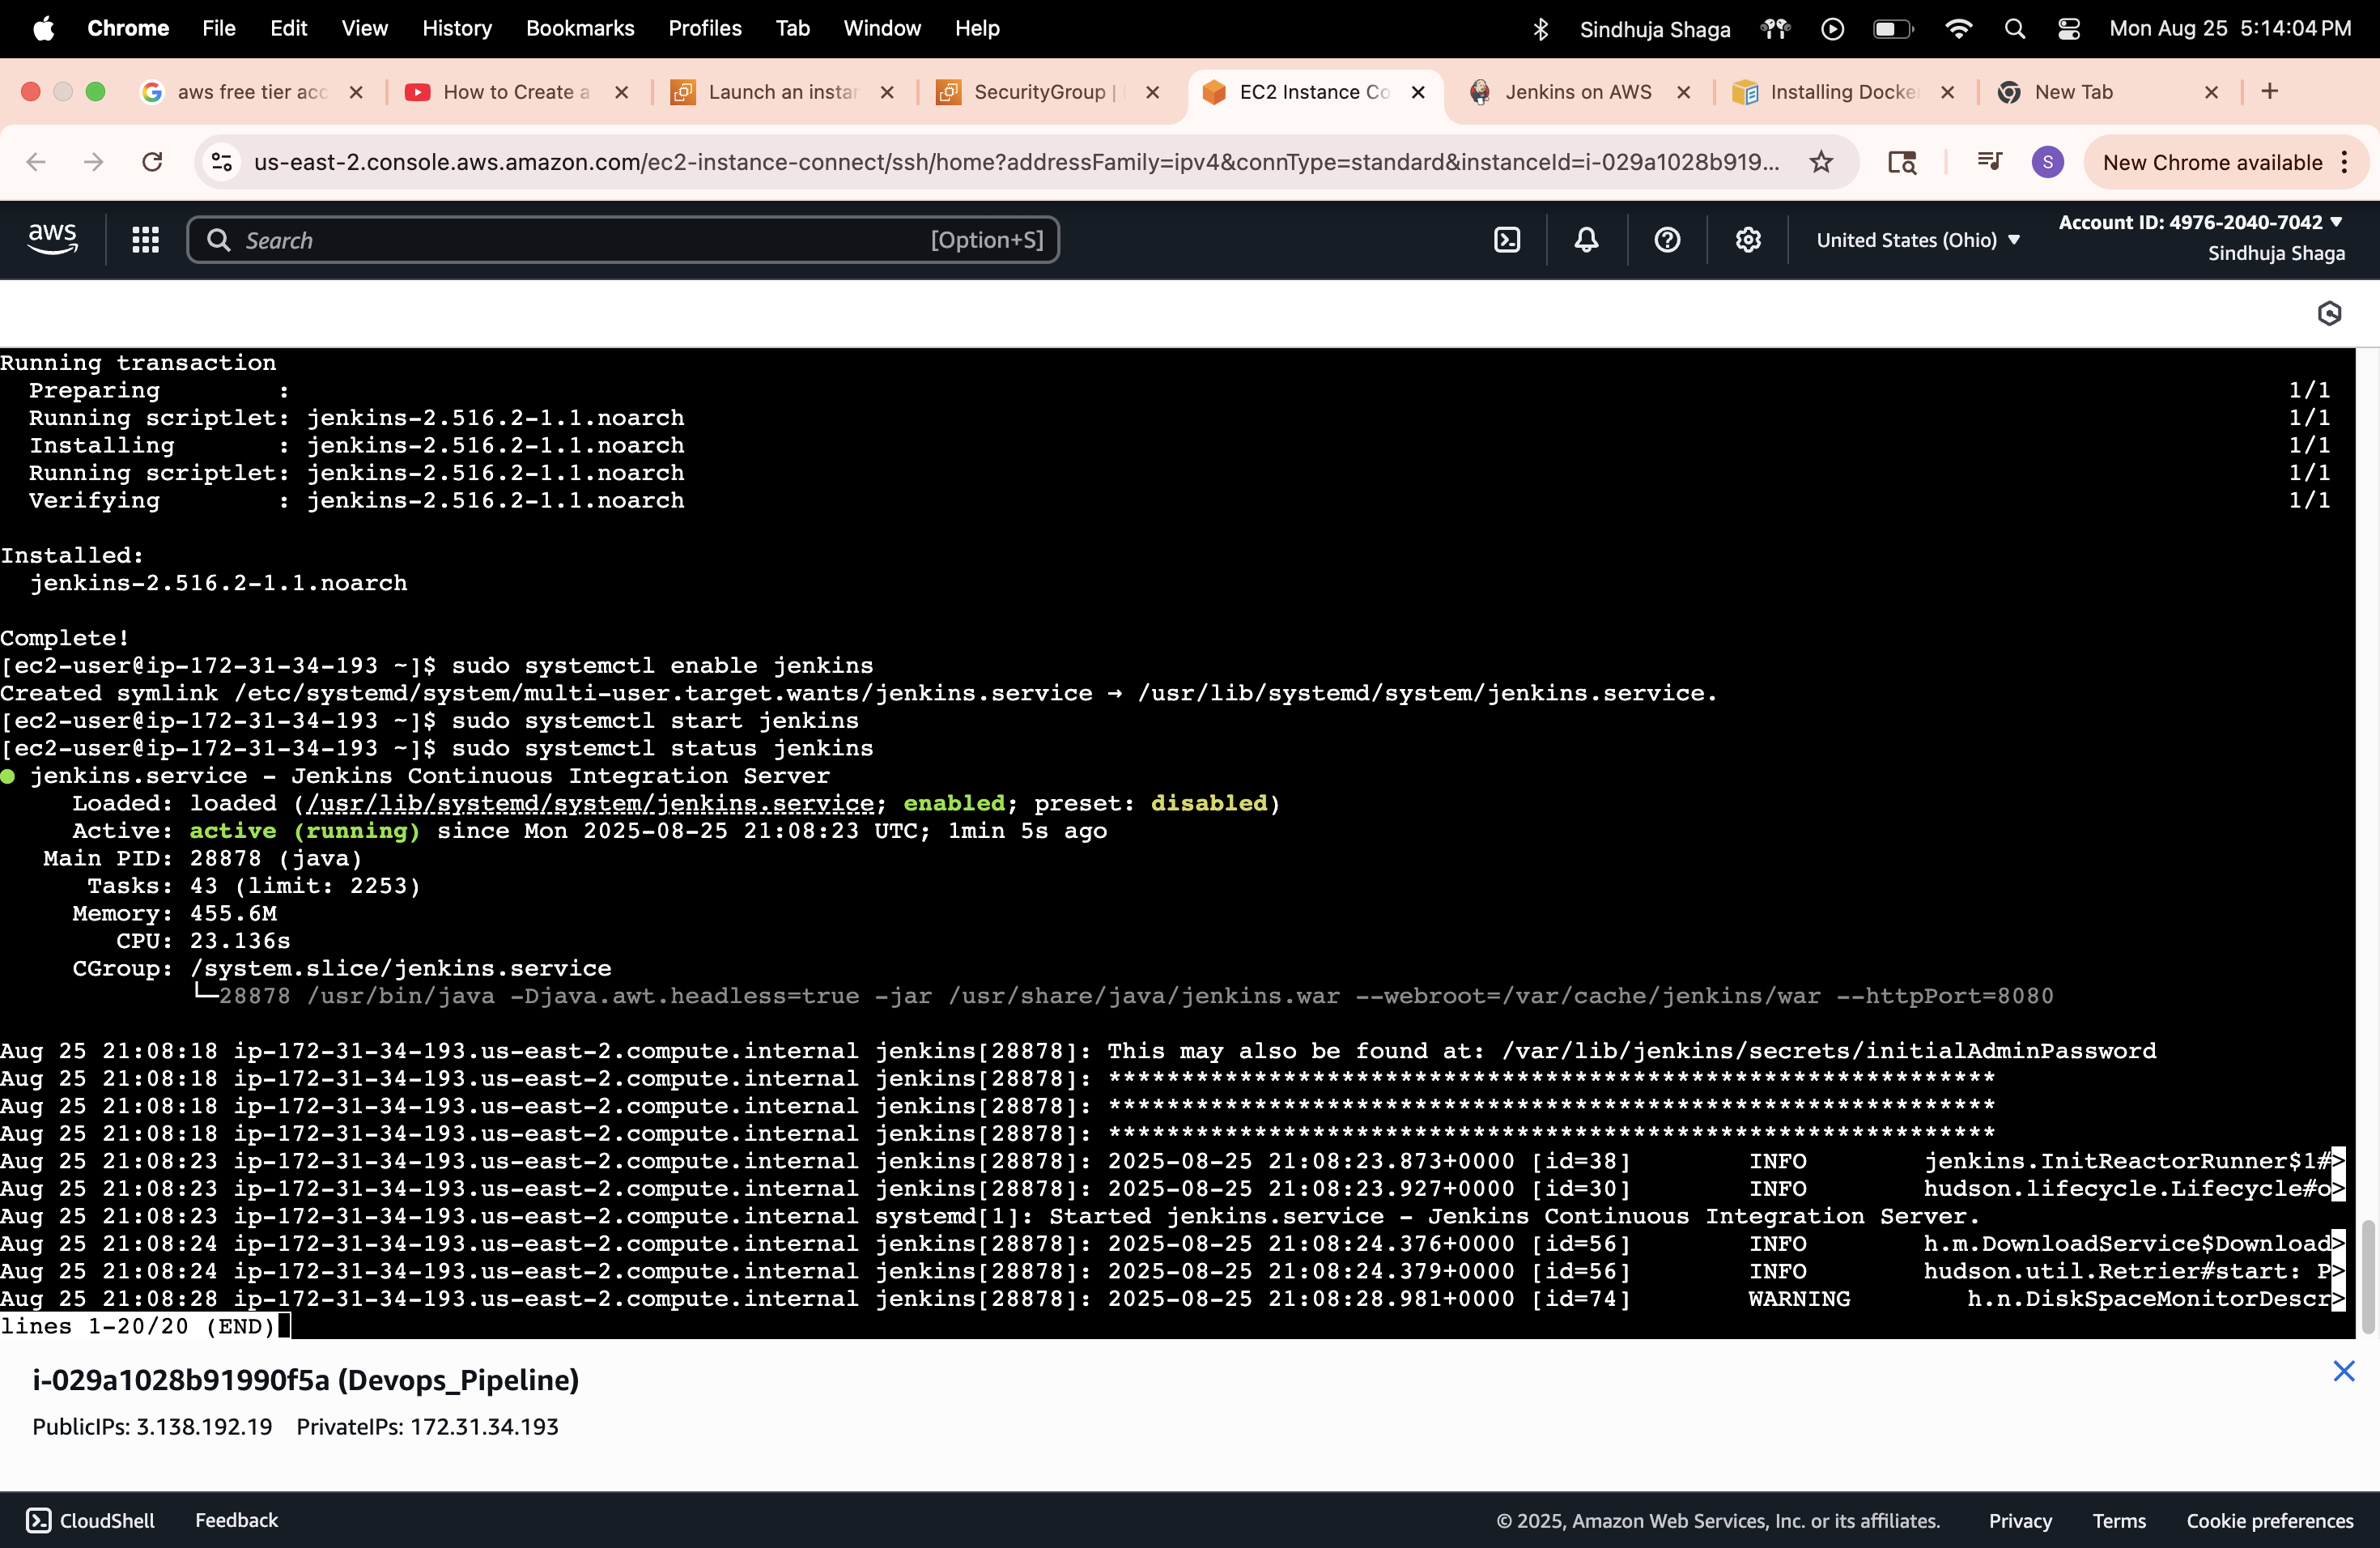 Chrome File Edit View History Bookmarks Profiles Tab Window Help Sindhuja Shaga Mon Aug 25 5:14:04 PM
aws free tier acc How to Create a Launch an instan SecurityGroup | EC2 Instance Co Jenkins on AWS Installing Docke New Tab
us-east-2.console.aws.amazon.com/ec2-instance-connect/ssh/home?addressFamily=ipv4&connType=standard&instanceId=i-029a1028b919... S New Chrome available
aws Search [Option+S] United States (Ohio) Account ID: 4976-2040-7042
Sindhuja Shaga
Running transaction
Preparing : 1/1
Running scriptlet: jenkins-2.516.2-1.1.noarch 1/1
Installing : jenkins-2.516.2-1.1.noarch 1/1
Running scriptlet: jenkins-2.516.2-1.1.noarch 1/1
Verifying : jenkins-2.516.2-1.1.noarch 1/1
Installed:
jenkins-2.516.2-1.1.noarch
Complete!
[ec2-user@ip-172-31-34-193 ~]$ sudo systemctl enable jenkins
Created symlink /etc/systemd/system/multi-user.target.wants/jenkins.service → /usr/lib/systemd/system/jenkins.service.
[ec2-user@ip-172-31-34-193 ~]$ sudo systemctl start jenkins
[ec2-user@ip-172-31-34-193 ~]$ sudo systemctl status jenkins
● jenkins.service - Jenkins Continuous Integration Server
Loaded: loaded (/usr/lib/systemd/system/jenkins.service; enabled; preset: disabled)
Active: active (running) since Mon 2025-08-25 21:08:23 UTC; 1min 5s ago
Main PID: 28878 (java)
Tasks: 43 (limit: 2253)
Memory: 455.6M
CPU: 23.136s
CGroup: /system.slice/jenkins.service
└─28878 /usr/bin/java -Djava.awt.headless=true -jar /usr/share/java/jenkins.war --webroot=/var/cache/jenkins/war --httpPort=8080
Aug 25 21:08:18 ip-172-31-34-193.us-east-2.compute.internal jenkins[28878]: This may also be found at: /var/lib/jenkins/secrets/initialAdminPassword
Aug 25 21:08:18 ip-172-31-34-193.us-east-2.compute.internal jenkins[28878]: *************************************************************
Aug 25 21:08:18 ip-172-31-34-193.us-east-2.compute.internal jenkins[28878]: *************************************************************
Aug 25 21:08:18 ip-172-31-34-193.us-east-2.compute.internal jenkins[28878]: *************************************************************
Aug 25 21:08:23 ip-172-31-34-193.us-east-2.compute.internal jenkins[28878]: 2025-08-25 21:08:23.873+0000 [id=38] INFO jenkins.InitReactorRunner$1#>
Aug 25 21:08:23 ip-172-31-34-193.us-east-2.compute.internal jenkins[28878]: 2025-08-25 21:08:23.927+0000 [id=30] INFO hudson.lifecycle.Lifecycle#o>
Aug 25 21:08:23 ip-172-31-34-193.us-east-2.compute.internal systemd[1]: Started jenkins.service - Jenkins Continuous Integration Server.
Aug 25 21:08:24 ip-172-31-34-193.us-east-2.compute.internal jenkins[28878]: 2025-08-25 21:08:24.376+0000 [id=56] INFO h.m.DownloadService$Download>
Aug 25 21:08:24 ip-172-31-34-193.us-east-2.compute.internal jenkins[28878]: 2025-08-25 21:08:24.379+0000 [id=56] INFO hudson.util.Retrier#start: P>
Aug 25 21:08:28 ip-172-31-34-193.us-east-2.compute.internal jenkins[28878]: 2025-08-25 21:08:28.981+0000 [id=74] WARNING h.n.DiskSpaceMonitorDescr>
lines 1-20/20 (END)
i-029a1028b91990f5a (Devops_Pipeline)
PublicIPs: 3.138.192.19 PrivateIPs: 172.31.34.193
CloudShell Feedback © 2025, Amazon Web Services, Inc. or its affiliates. Privacy Terms Cookie preferences